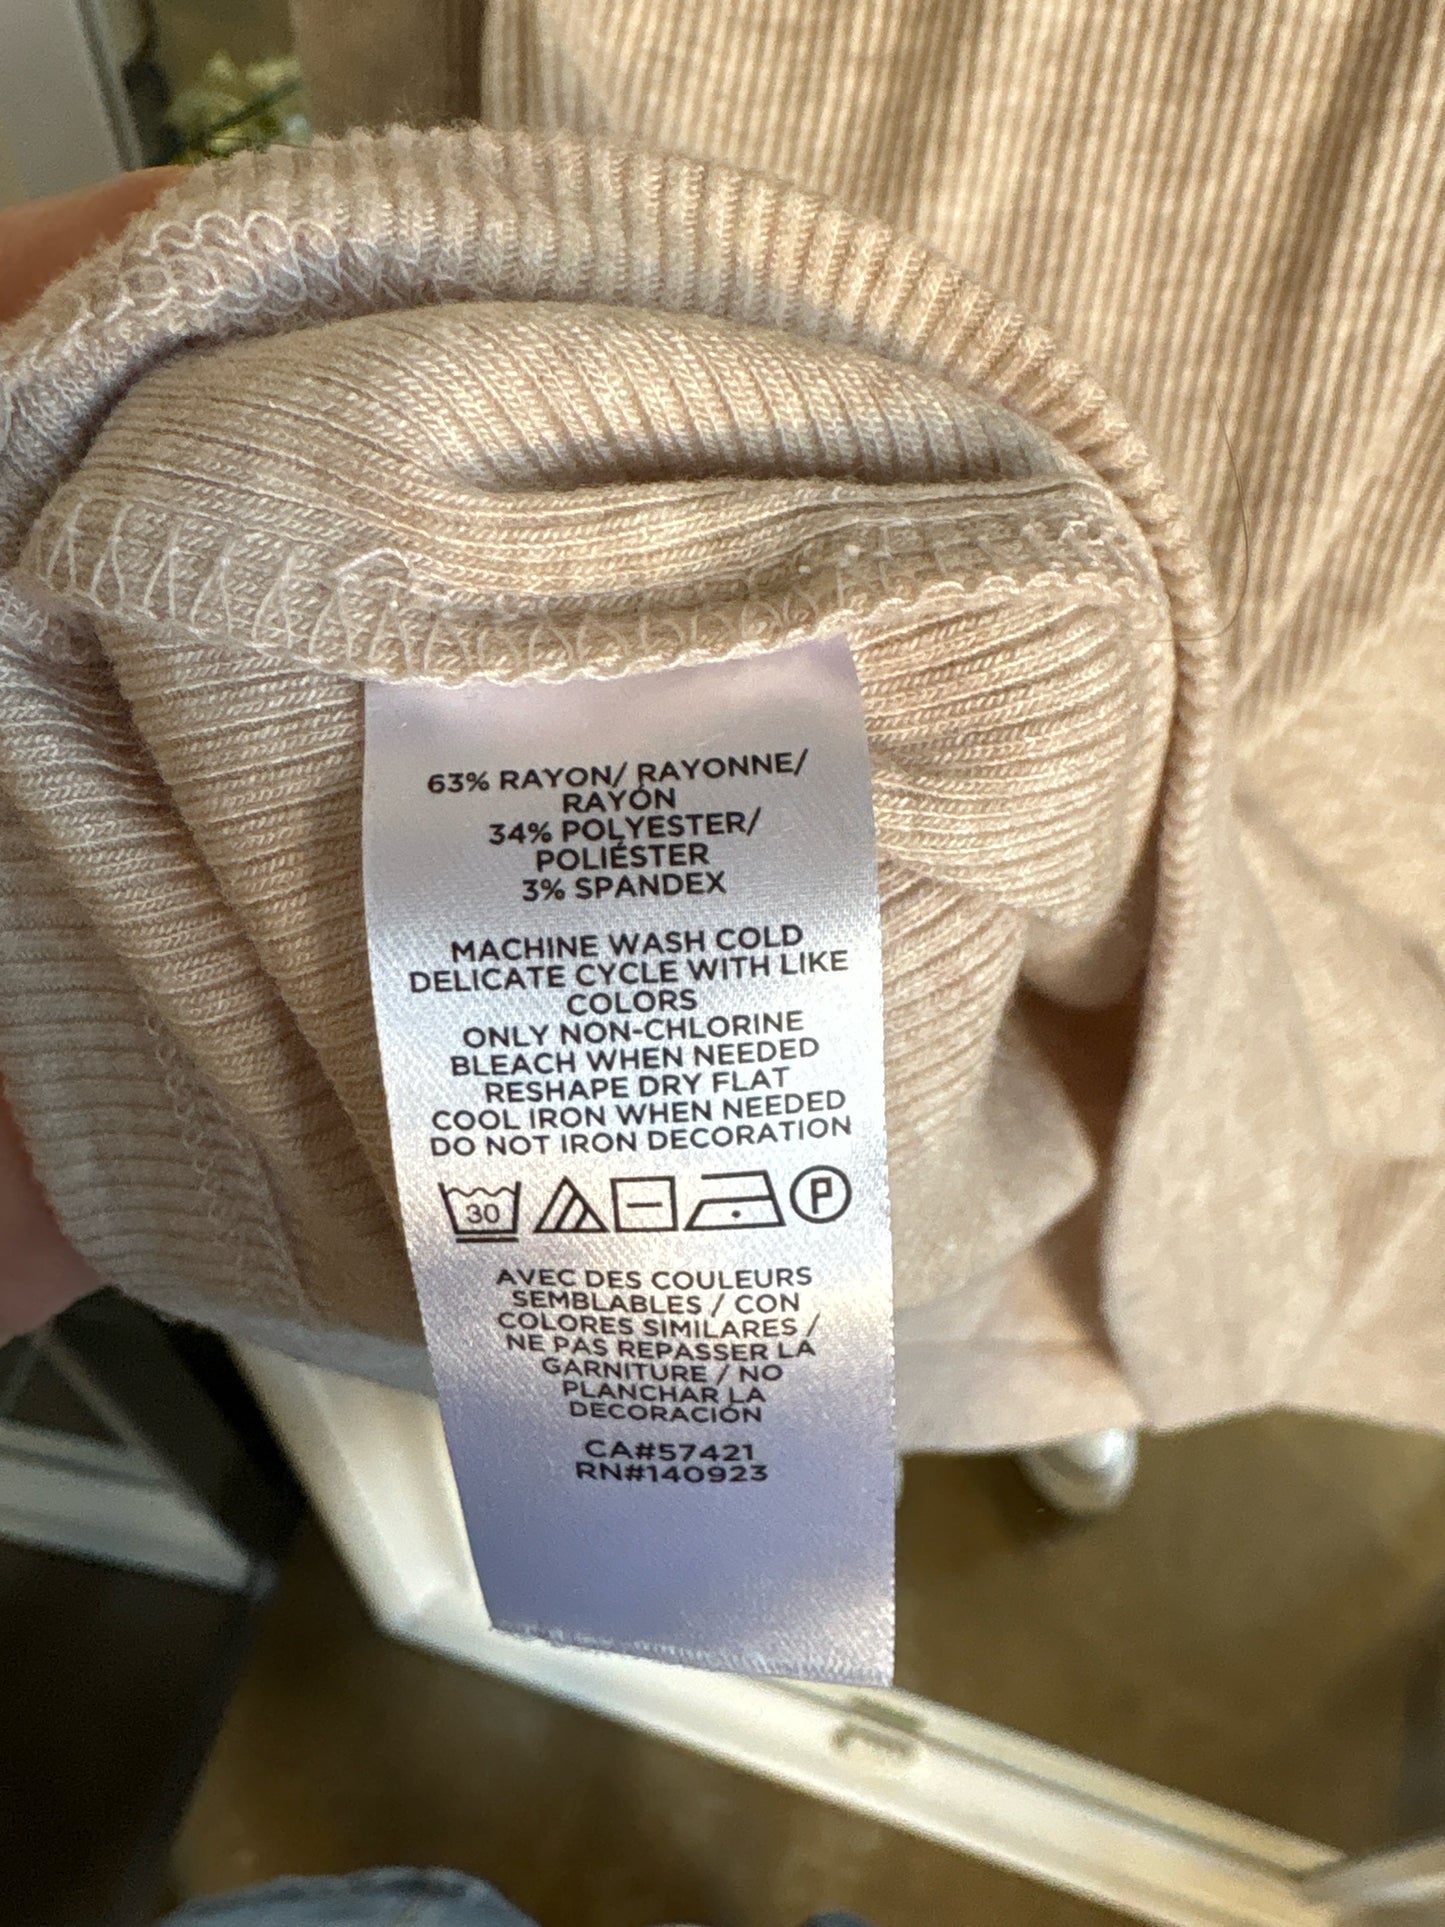 63% RAYON/ RAYONNE/
RAYÓN
34% POLYESTER/
POLIÉSTER
3% SPANDEX
MACHINE WASH COLD
DELICATE CYCLE WITH LIKE
COLORS
ONLY NON-CHLORINE
BLEACH WHEN NEEDED
RESHAPE DRY FLAT
COOL IRON WHEN NEEDED
DO NOT IRON DECORATION
30 P
AVEC DES COULEURS
SEMBLABLES / CON
COLORES SIMILARES /
NE PAS REPASSER LA
GARNITURE / NO
PLANCHAR LA
DECORACIÓN
CA#57421
RN#140923